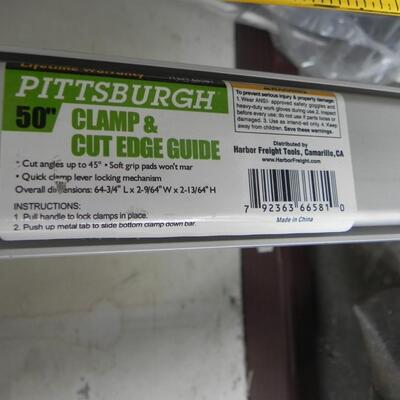 Lifetime Warranty
PITTSBURGH
50" CLAMP &
CUT EDGE GUIDE
• Cut angles up to 45° • Soft grip pads won't mar
• Quick clamp lever locking mechanism
Overall dimensions: 64-3/4" L x 2-9/64" W x 2-13/64" H
INSTRUCTIONS:
1. Pull handle to lock clamps in place.
2. Push up metal tab to slide bottom clamp down bar.
To prevent serious injury & property damage:
1. Wear ANSI- approved safety goggles and
heavy-duty work gloves during use. 2. Inspect
before every use; do not use if parts loose or
damaged. 3. Use as intended only 4. Keep
away from children. Save these warnings.
Distributed by
Harbor Freight Tools, Camarillo, CA
www.HarborFreight.com
7 92363 66581 0
Made in China